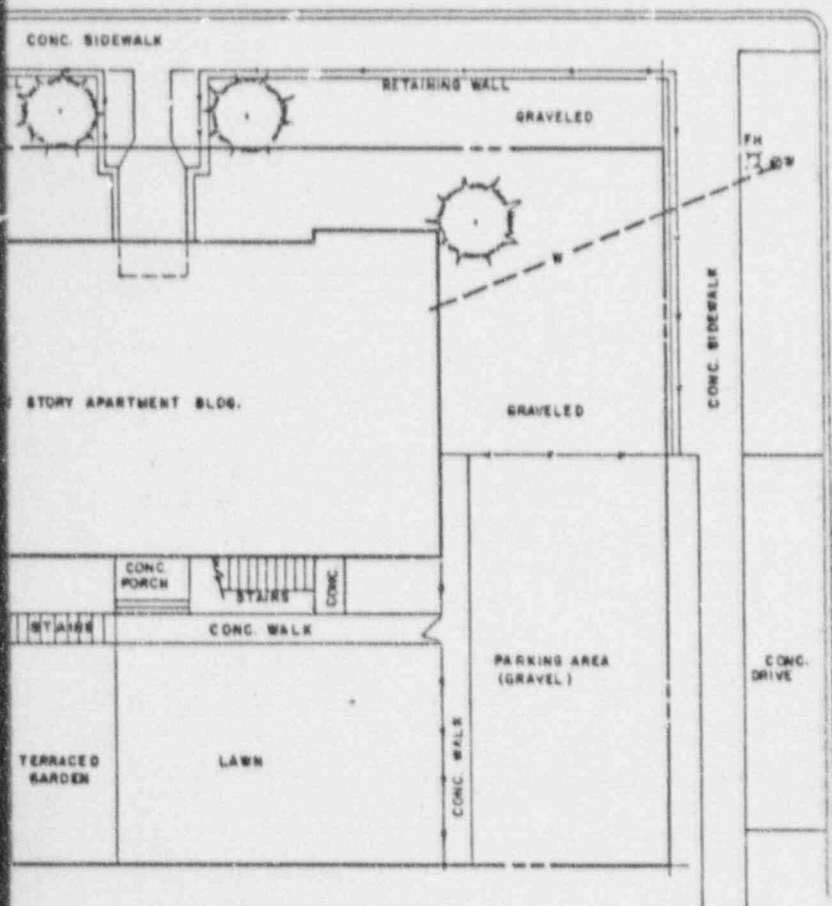 CONC. SIDEWALK
RETAINING WALL
GRAVELED
FH
W
W
CONC. SIDEWALK
STORY APARTMENT BLDG.
GRAVELED
CONC.
PORCH
STAIRS
CONC.
STAIRS
CONC. WALK
PARKING AREA
(GRAVEL)
CONC.
DRIVE
CONC. WALK
TERRACED
GARDEN
LAWN